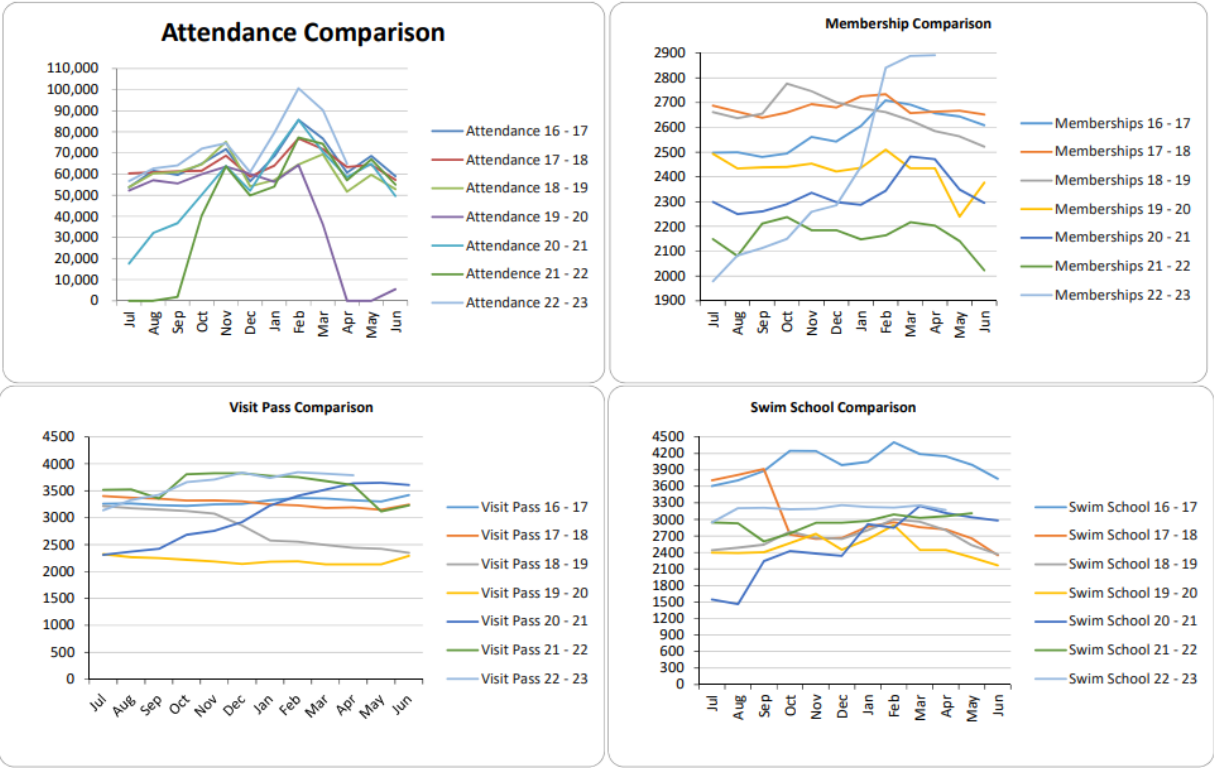 Attendance Comparison
110,000
100,000
90,000
80,000
70,000
60,000
50,000
40,000
30,000
20,000
10,000
0
Jul
Aug
Sep
Oct
Nov
Dec
Jan
Feb
Mar
Apr
May
Jun
Attendance 16 - 17
Attendance 17 - 18
Attendance 18 - 19
Attendance 19 - 20
Attendance 20 - 21
Attendence 21 - 22
Attendance 22 - 23
Membership Comparison
2900
2800
2700
2600
2500
2400
2300
2200
2100
2000
1900
Jul
Aug
Sep
Oct
Nov
Dec
Jan
Feb
Mar
Apr
May
Jun
Memberships 16 - 17
Memberships 17 - 18
Memberships 18 - 19
Memberships 19 - 20
Memberships 20 - 21
Memberships 21 - 22
Memberships 22 - 23
Visit Pass Comparison
4500
4000
3500
3000
2500
2000
1500
1000
500
0
Jul
Aug
Sep
Oct
Nov
Dec
Jan
Feb
Mar
Apr
May
Jun
Visit Pass 16 - 17
Visit Pass 17 - 18
Visit Pass 18 - 19
Visit Pass 19 - 20
Visit Pass 20 - 21
Visit Pass 21 - 22
Visit Pass 22 - 23
Swim School Comparison
4500
4200
3900
3600
3300
3000
2700
2400
2100
1800
1500
1200
900
600
300
0
Jul
Aug
Sep
Oct
Nov
Dec
Jan
Feb
Mar
Apr
May
Jun
Swim School 16 - 17
Swim School 17 - 18
Swim School 18 - 19
Swim School 19 - 20
Swim School 20 - 21
Swim School 21 - 22
Swim School 22 - 23